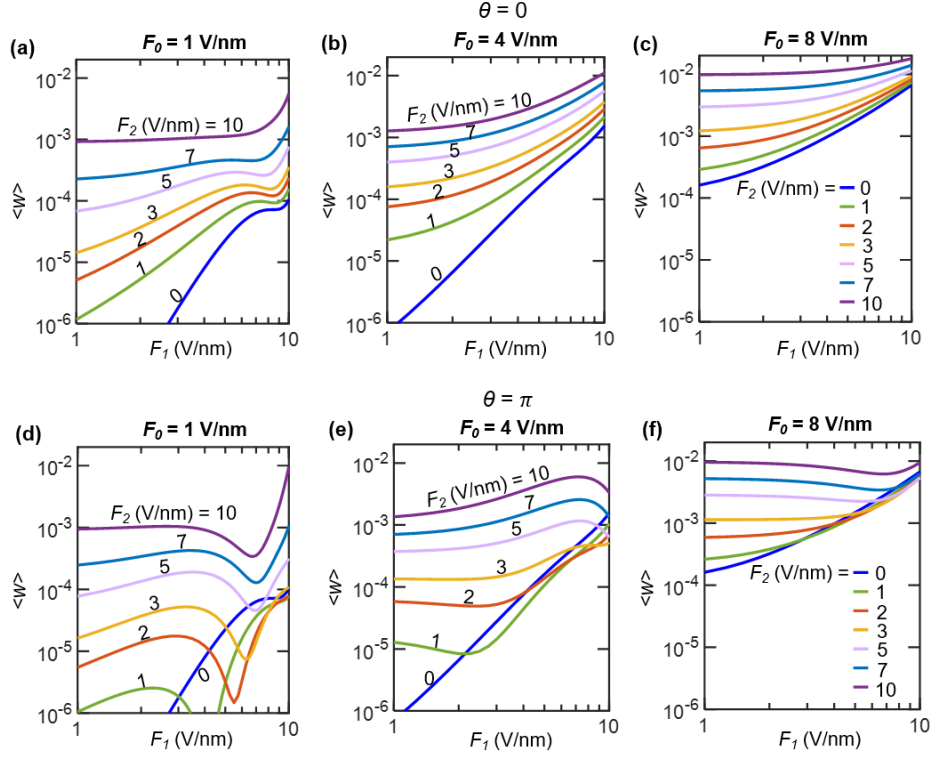 θ = 0
(a)
F₀ = 1 V/nm
10⁻²
10⁻³
10⁻⁴
10⁻⁵
10⁻⁶
<w>
F₂ (V/nm) = 10
7
5
3
2
1
0
1
10
F₁ (V/nm)
(b)
F₀ = 4 V/nm
10⁻²
10⁻³
10⁻⁴
10⁻⁵
10⁻⁶
<w>
F₂ (V/nm) = 10
7
5
3
2
1
0
1
10
F₁ (V/nm)
(c)
F₀ = 8 V/nm
10⁻²
10⁻³
10⁻⁴
10⁻⁵
10⁻⁶
<w>
F₂ (V/nm) = 0
1
2
3
5
7
10
1
10
F₁ (V/nm)
θ = π
(d)
F₀ = 1 V/nm
10⁻²
10⁻³
10⁻⁴
10⁻⁵
10⁻⁶
<w>
F₂ (V/nm) = 10
7
5
3
2
1
0
1
10
F₁ (V/nm)
(e)
F₀ = 4 V/nm
10⁻²
10⁻³
10⁻⁴
10⁻⁵
10⁻⁶
<w>
F₂ (V/nm) = 10
7
5
3
2
1
0
1
10
F₁ (V/nm)
(f)
F₀ = 8 V/nm
10⁻²
10⁻³
10⁻⁴
10⁻⁵
10⁻⁶
<w>
F₂ (V/nm) = 0
1
2
3
5
7
10
1
10
F₁ (V/nm)